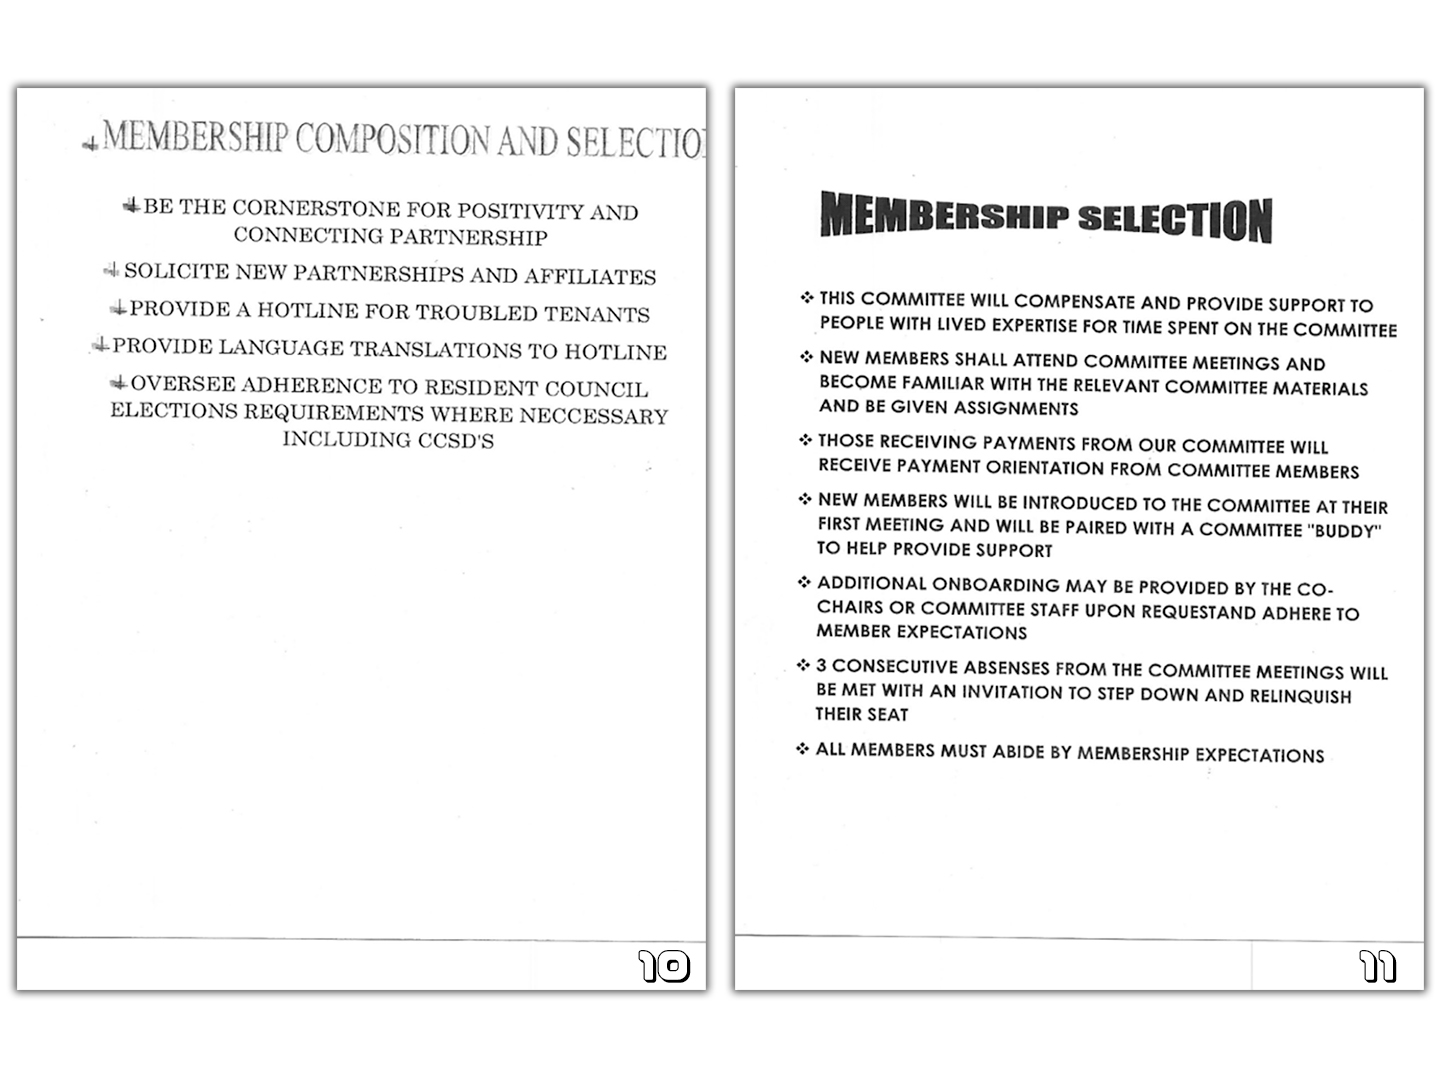 MEMBERSHIP COMPOSITION AND SELECTIO
BE THE CORNERSTONE FOR POSITIVITY AND
CONNECTING PARTNERSHIP
SOLICITE NEW PARTNERSHIPS AND AFFILIATES
PROVIDE A HOTLINE FOR TROUBLED TENANTS
PROVIDE LANGUAGE TRANSLATIONS TO HOTLINE
OVERSEE ADHERENCE TO RESIDENT COUNCIL
ELECTIONS REQUIREMENTS WHERE NECCESSARY
INCLUDING CCSD'S
10
MEMBERSHIP SELECTION
❖ THIS COMMITTEE WILL COMPENSATE AND PROVIDE SUPPORT TO
PEOPLE WITH LIVED EXPERTISE FOR TIME SPENT ON THE COMMITTEE
❖ NEW MEMBERS SHALL ATTEND COMMITTEE MEETINGS AND
BECOME FAMILIAR WITH THE RELEVANT COMMITTEE MATERIALS
AND BE GIVEN ASSIGNMENTS
❖ THOSE RECEIVING PAYMENTS FROM OUR COMMITTEE WILL
RECEIVE PAYMENT ORIENTATION FROM COMMITTEE MEMBERS
❖ NEW MEMBERS WILL BE INTRODUCED TO THE COMMITTEE AT THEIR
FIRST MEETING AND WILL BE PAIRED WITH A COMMITTEE "BUDDY"
TO HELP PROVIDE SUPPORT
❖ ADDITIONAL ONBOARDING MAY BE PROVIDED BY THE CO-
CHAIRS OR COMMITTEE STAFF UPON REQUESTAND ADHERE TO
MEMBER EXPECTATIONS
❖ 3 CONSECUTIVE ABSENSES FROM THE COMMITTEE MEETINGS WILL
BE MET WITH AN INVITATION TO STEP DOWN AND RELINQUISH
THEIR SEAT
❖ ALL MEMBERS MUST ABIDE BY MEMBERSHIP EXPECTATIONS
11